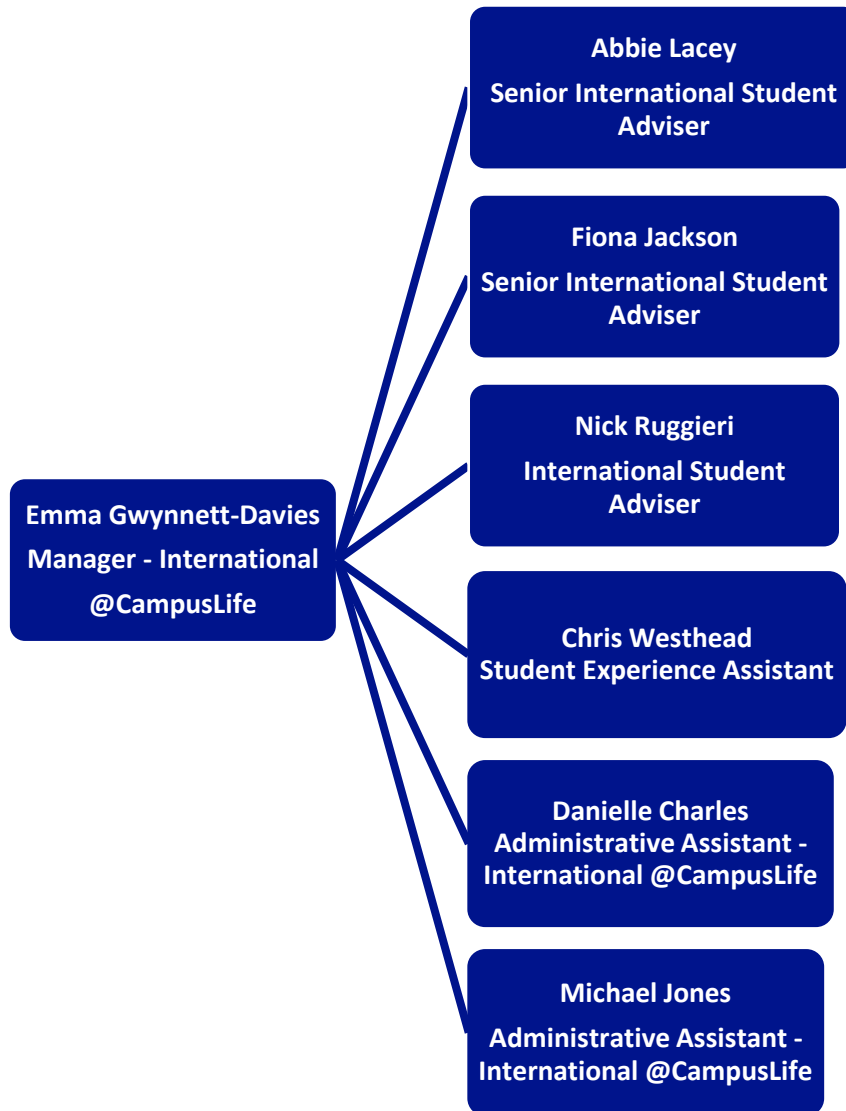 Abbie Lacey
Senior International Student
Adviser
Fiona Jackson
Senior International Student
Adviser
Nick Ruggieri
International Student
Adviser
Emma Gwynnett-Davies
Manager - International
@CampusLife
Chris Westhead
Student Experience Assistant
Danielle Charles
Administrative Assistant -
International @CampusLife
Michael Jones
Administrative Assistant -
International @CampusLife